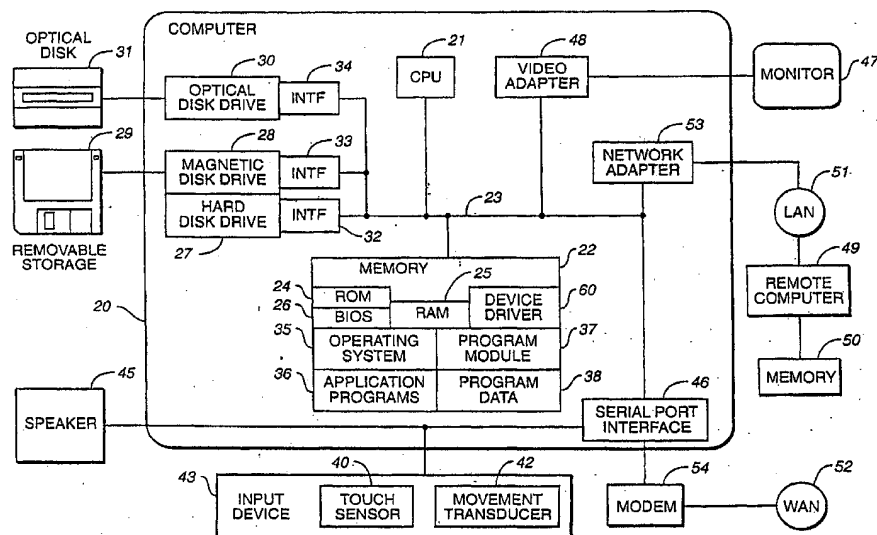 COMPUTER
OPTICAL
DISK
31
30
OPTICAL
DISK DRIVE
34
INTF
21
CPU
48
VIDEO
ADAPTER
MONITOR
47
29
REMOVABLE
STORAGE
28
MAGNETIC
DISK DRIVE
33
INTF
HARD
DISK DRIVE
INTF
27
32
23
53
NETWORK
ADAPTER
51
LAN
49
REMOTE
COMPUTER
50
MEMORY
20
MEMORY
22
24
ROM
25
26
BIOS
RAM
DEVICE
DRIVER
60
35
OPERATING
SYSTEM
PROGRAM
MODULE
37
36
APPLICATION
PROGRAMS
PROGRAM
DATA
38
45
SPEAKER
46
SERIAL PORT
INTERFACE
43
INPUT
DEVICE
40
TOUCH
SENSOR
42
MOVEMENT
TRANSDUCER
54
MODEM
52
WAN